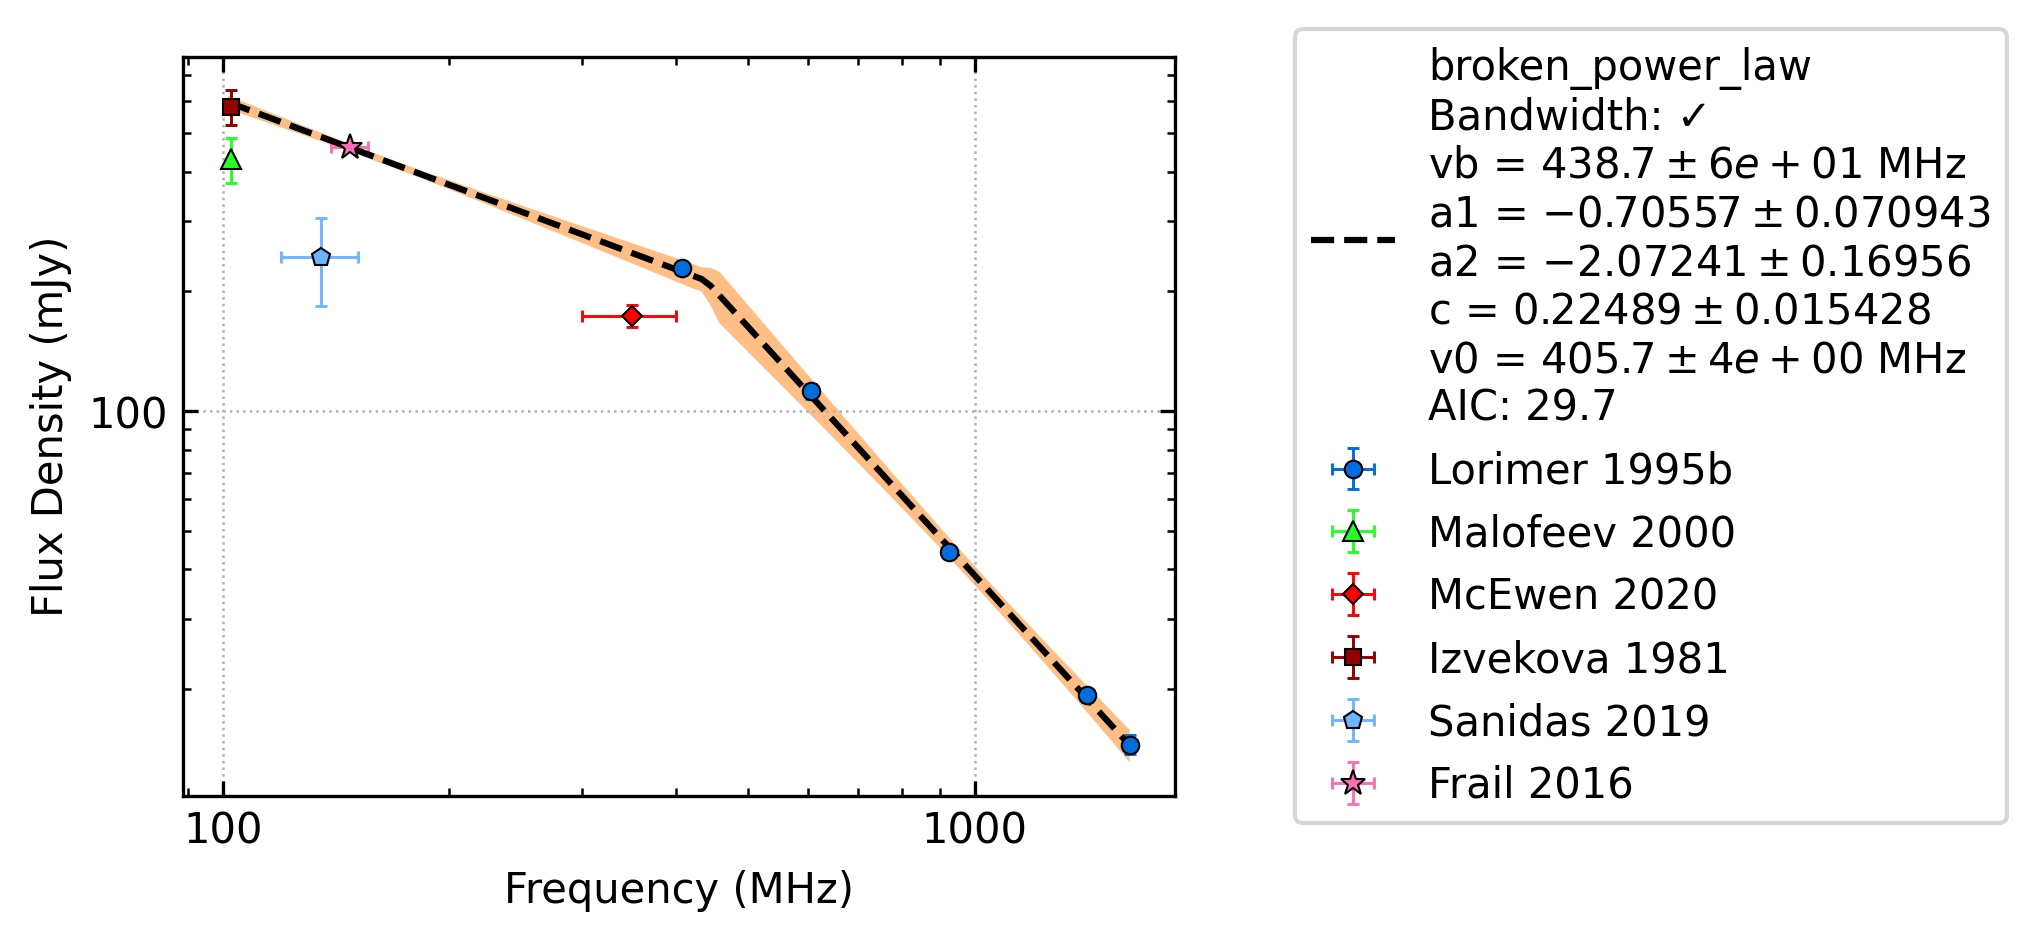 Flux Density (mJy)
100
100
1000
Frequency (MHz)
broken_power_law
Bandwidth: ✓
vb = 438.7 ± 6e + 01 MHz
a1 = −0.70557 ± 0.070943
a2 = −2.07241 ± 0.16956
c = 0.22489 ± 0.015428
v0 = 405.7 ± 4e + 00 MHz
AIC: 29.7
Lorimer 1995b
Malofeev 2000
McEwen 2020
Izvekova 1981
Sanidas 2019
Frail 2016